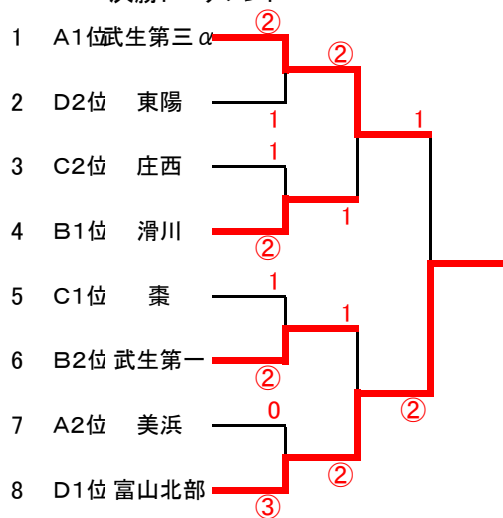 ②
1 A1位 武生第三α
②
2 D2位 東陽
1
1
1
3 C2位 庄西
1
4 B1位 滑川
②
1
5 C1位 棗
1
6 B2位 武生第一
②
0
②
7 A2位 美浜
②
8 D1位 富山北部
③